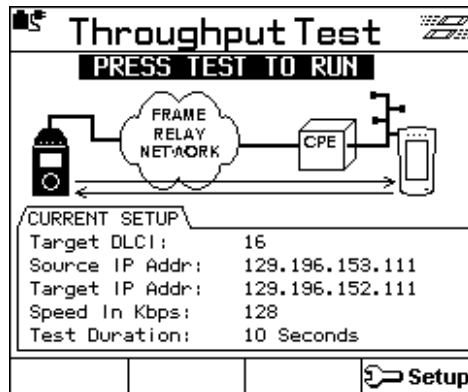 Throughput Test
PRESS TEST TO RUN
FRAME
RELAY
NETWORK
CPE
CURRENT SETUP
Target DLCI: 16
Source IP Addr: 129.196.153.111
Target IP Addr: 129.196.152.111
Speed In Kbps: 128
Test Duration: 10 Seconds
Setup